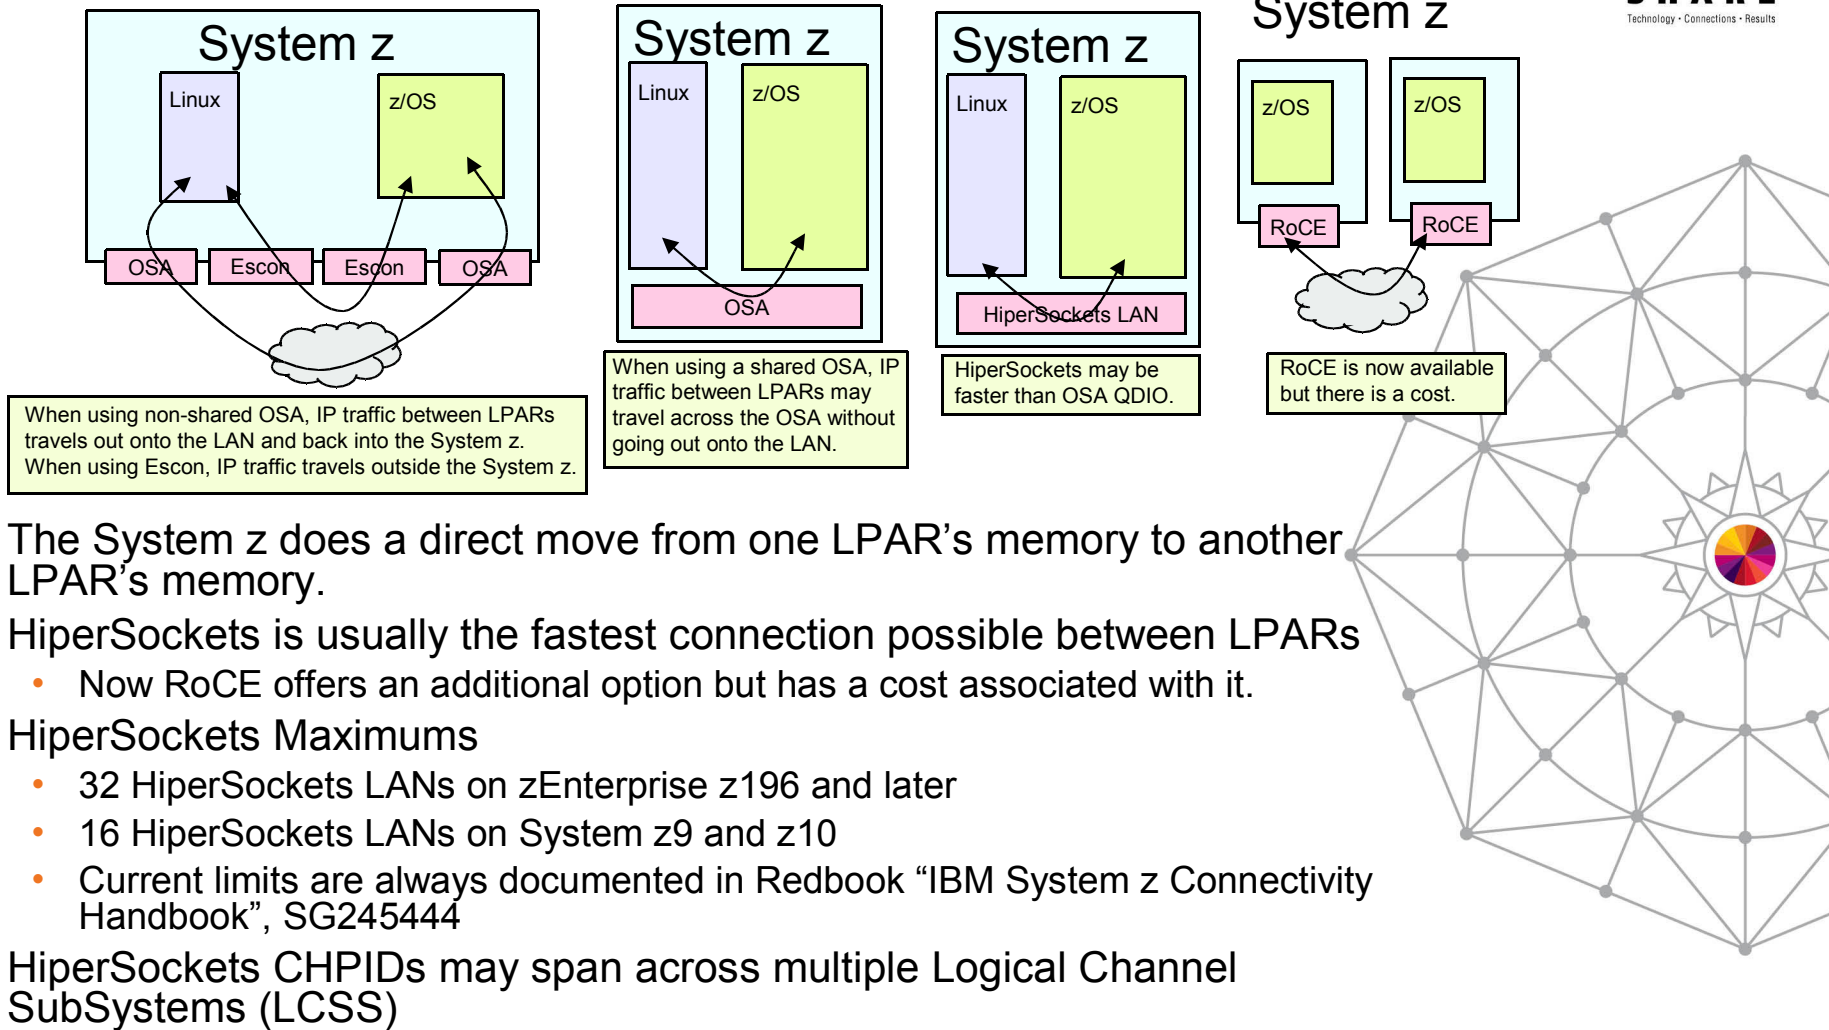 System z
Linux
z/OS
OSA
Escon
Escon
OSA
When using non-shared OSA, IP traffic between LPARs
travels out onto the LAN and back into the System z.
When using Escon, IP traffic travels outside the System z.
System z
Linux
z/OS
OSA
When using a shared OSA, IP
traffic between LPARs may
travel across the OSA without
going out onto the LAN.
System z
Linux
z/OS
HiperSockets LAN
HiperSockets may be
faster than OSA QDIO.
System z
z/OS
z/OS
RoCE
RoCE
RoCE is now available
but there is a cost.
Technology • Connections • Results
The System z does a direct move from one LPAR’s memory to another
LPAR’s memory.
HiperSockets is usually the fastest connection possible between LPARs
• Now RoCE offers an additional option but has a cost associated with it.
HiperSockets Maximums
• 32 HiperSockets LANs on zEnterprise z196 and later
• 16 HiperSockets LANs on System z9 and z10
• Current limits are always documented in Redbook “IBM System z Connectivity
Handbook”, SG245444
HiperSockets CHPIDs may span across multiple Logical Channel
SubSystems (LCSS)